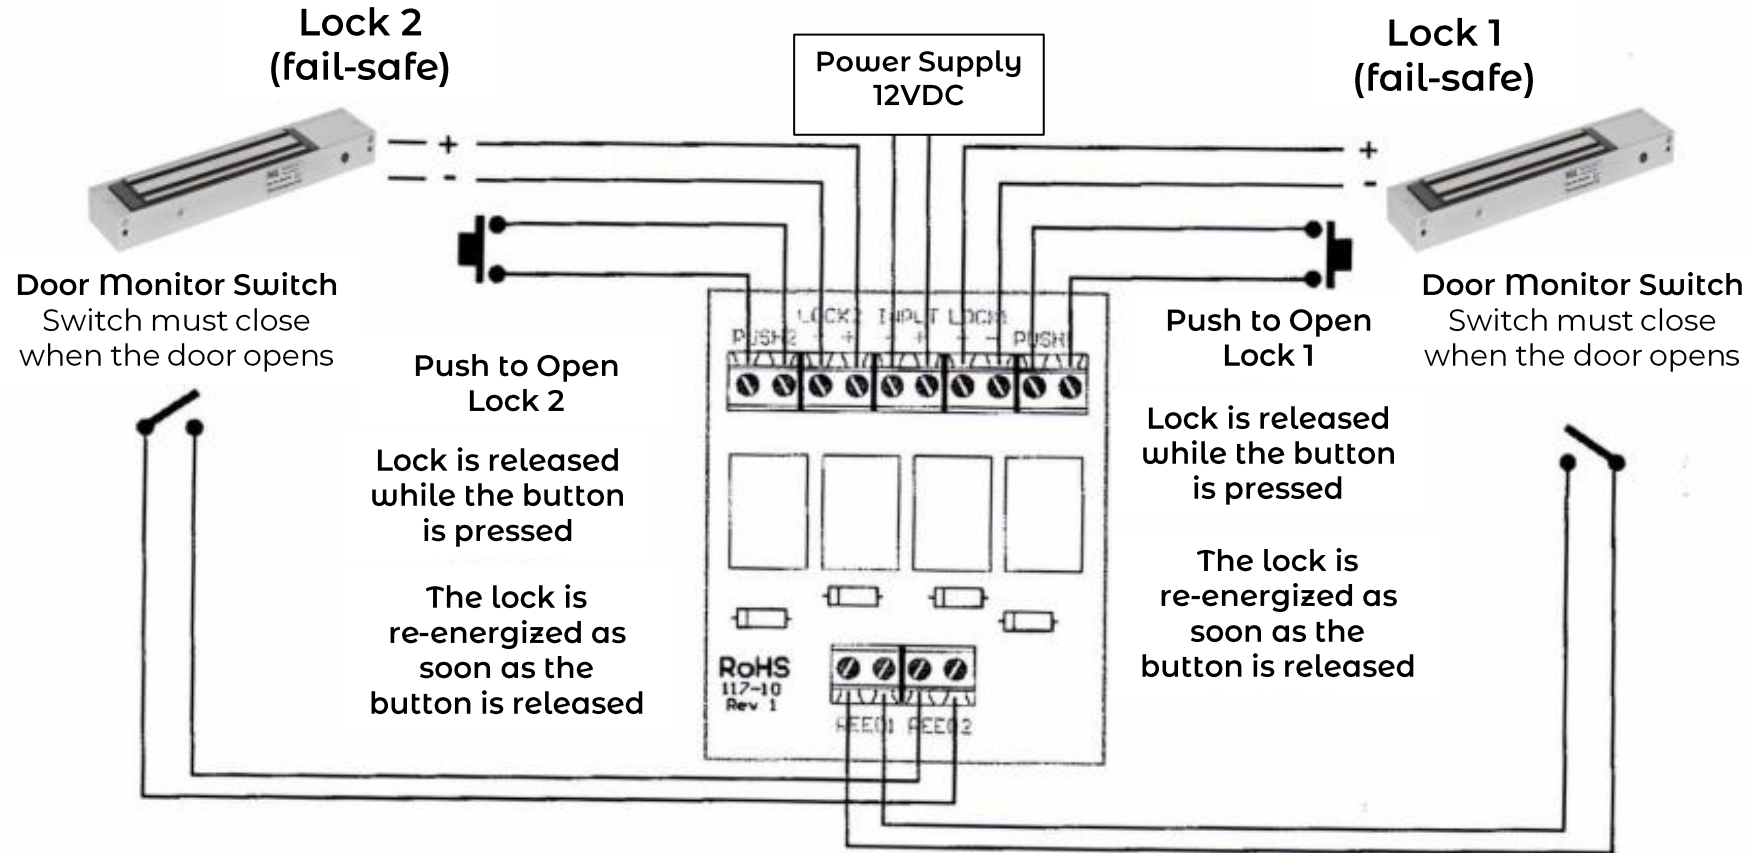 Lock 2
(fail-safe)
Power Supply
12VDC
Lock 1
(fail-safe)
+
-
+
-
Door Monitor Switch
Switch must close
when the door opens
Push to Open
Lock 2
Lock is released
while the button
is pressed
The lock is
re-energized as
soon as the
button is released
Door Monitor Switch
Switch must close
when the door opens
Push to Open
Lock 1
Lock is released
while the button
is pressed
The lock is
re-energized as
soon as the
button is released
LOCK2 INPUT LOCK1
PUSH2 - + - + + - PUSH1
RoHS
117-10
Rev 1
REED1 REED2